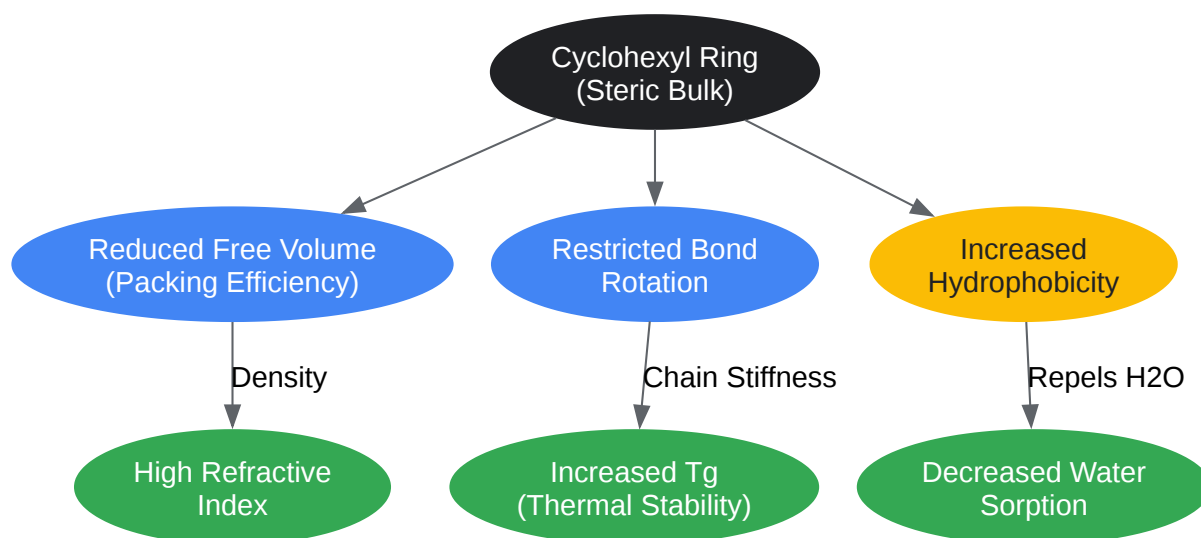 Cyclohexyl Ring
(Steric Bulk)
Reduced Free Volume
(Packing Efficiency)
Restricted Bond
Rotation
Increased
Hydrophobicity
Density
Chain Stiffness
Repels H2O
High Refractive
Index
Increased Tg
(Thermal Stability)
Decreased Water
Sorption